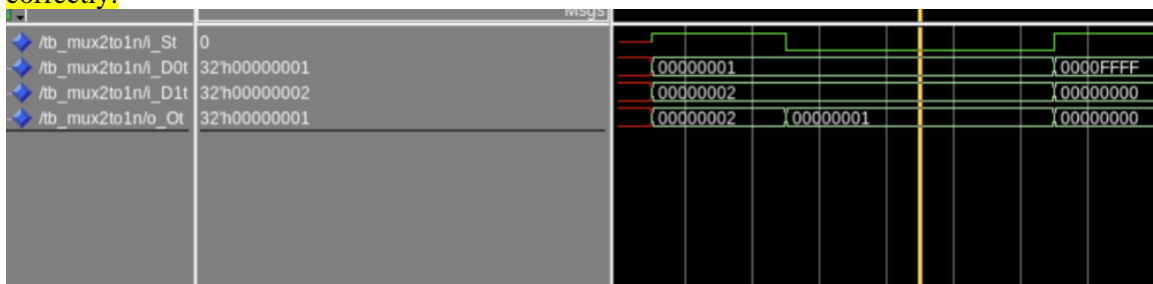 correctly.
Msgs
/tb_mux2to1n/i_St 0
/tb_mux2to1n/i_D0t 32'h00000001 00000001 0000FFFF
/tb_mux2to1n/i_D1t 32'h00000002 00000002 00000000
/tb_mux2to1n/o_Ot 32'h00000001 00000002 00000001 00000000